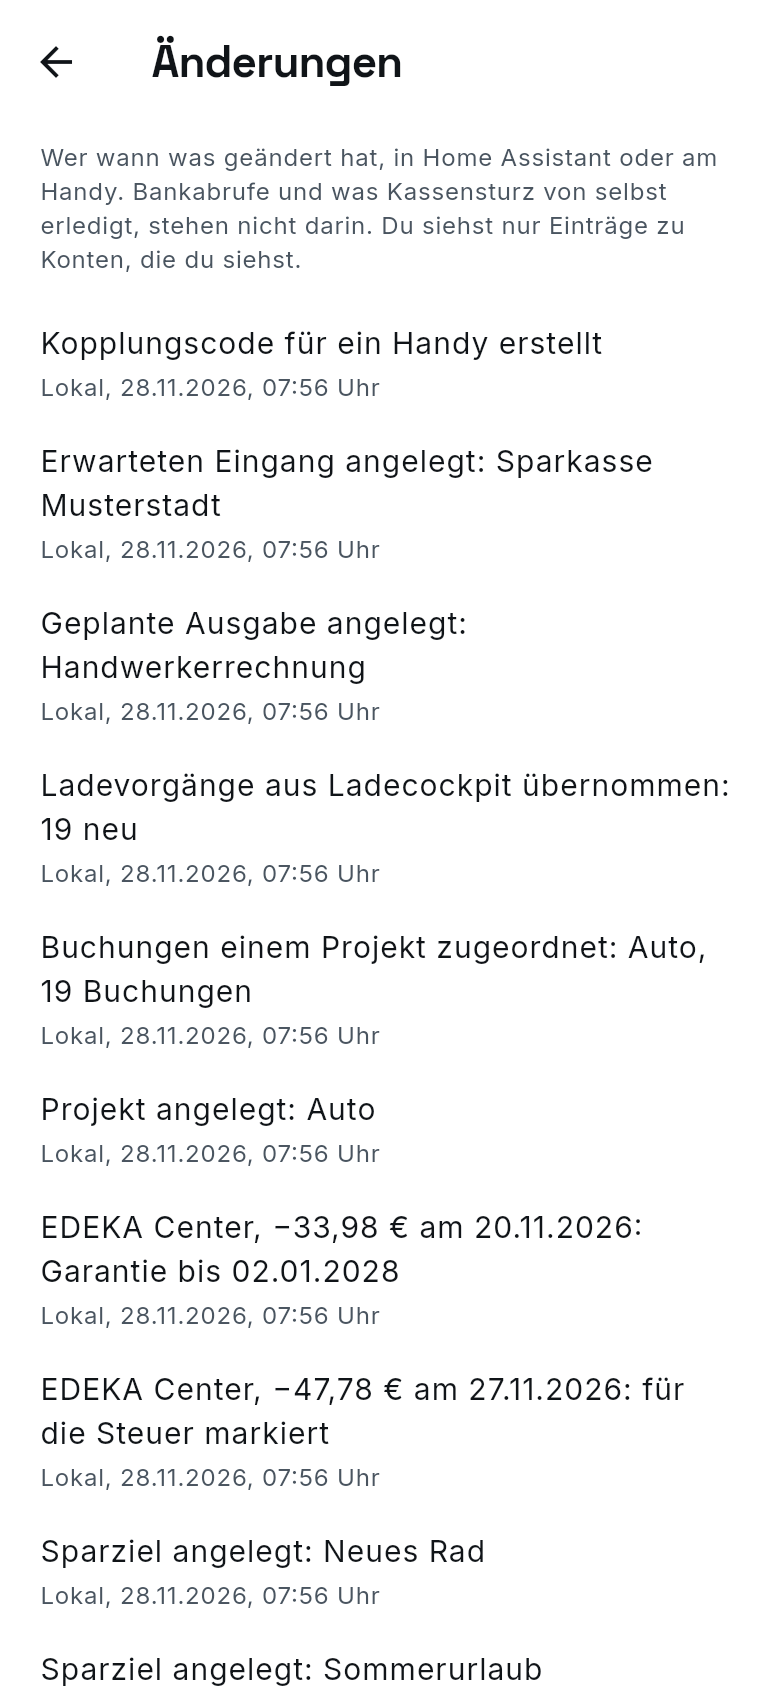 Änderungen
Wer wann was geändert hat, in Home Assistant oder am
Handy. Bankabrufe und was Kassensturz von selbst
erledigt, stehen nicht darin. Du siehst nur Einträge zu
Konten, die du siehst.
Kopplungscode für ein Handy erstellt
Lokal, 28.11.2026, 07:56 Uhr
Erwarteten Eingang angelegt: Sparkasse
Musterstadt
Lokal, 28.11.2026, 07:56 Uhr
Geplante Ausgabe angelegt:
Handwerkerrechnung
Lokal, 28.11.2026, 07:56 Uhr
Ladevorgänge aus Ladecockpit übernommen:
19 neu
Lokal, 28.11.2026, 07:56 Uhr
Buchungen einem Projekt zugeordnet: Auto,
19 Buchungen
Lokal, 28.11.2026, 07:56 Uhr
Projekt angelegt: Auto
Lokal, 28.11.2026, 07:56 Uhr
EDEKA Center, −33,98 € am 20.11.2026:
Garantie bis 02.01.2028
Lokal, 28.11.2026, 07:56 Uhr
EDEKA Center, −47,78 € am 27.11.2026: für
die Steuer markiert
Lokal, 28.11.2026, 07:56 Uhr
Sparziel angelegt: Neues Rad
Lokal, 28.11.2026, 07:56 Uhr
Sparziel angelegt: Sommerurlaub